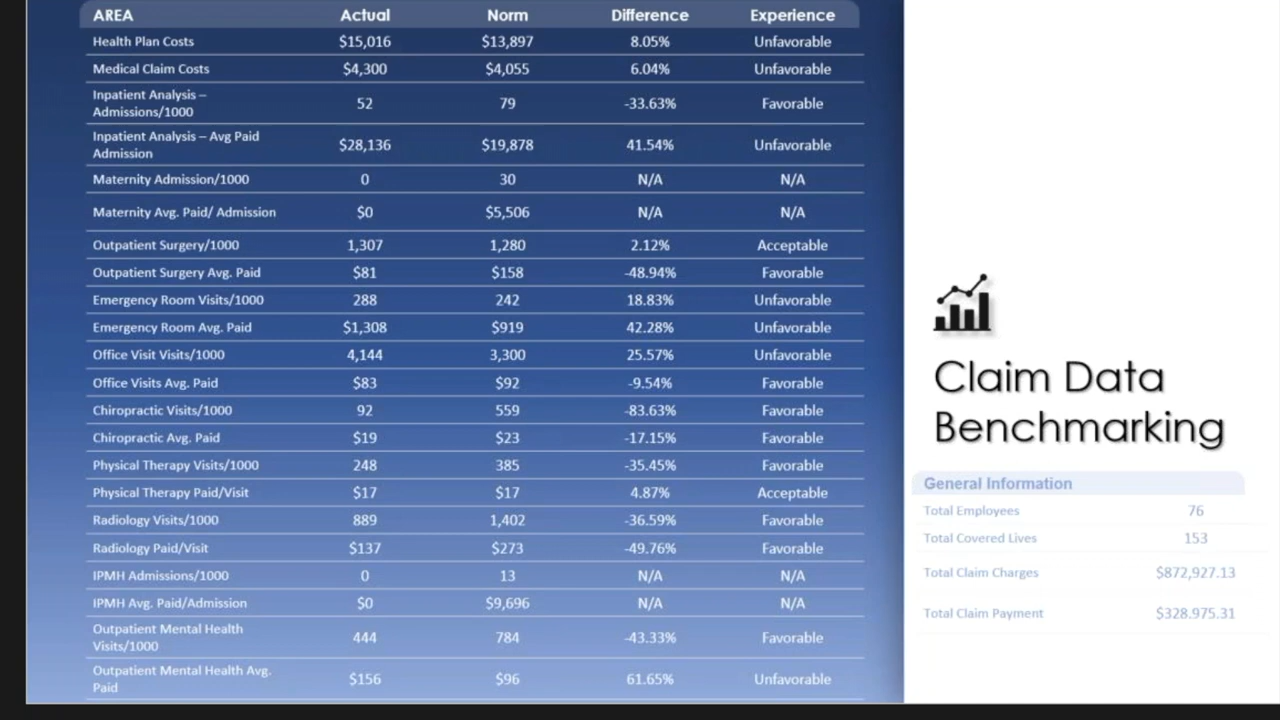 AREA Actual Norm Difference Experience
Health Plan Costs $15,016 $13,897 8.05% Unfavorable
Medical Claim Costs $4,300 $4,055 6.04% Unfavorable
Inpatient Analysis –
Admissions/1000 52 79 -33.63% Favorable
Inpatient Analysis – Avg Paid
Admission $28,136 $19,878 41.54% Unfavorable
Maternity Admission/1000 0 30 N/A N/A
Maternity Avg. Paid/ Admission $0 $5,506 N/A N/A
Outpatient Surgery/1000 1,307 1,280 2.12% Acceptable
Outpatient Surgery Avg. Paid $81 $158 -48.94% Favorable
Emergency Room Visits/1000 288 242 18.83% Unfavorable
Emergency Room Avg. Paid $1,308 $919 42.28% Unfavorable
Office Visit Visits/1000 4,144 3,300 25.57% Unfavorable
Office Visits Avg. Paid $83 $92 -9.54% Favorable
Chiropractic Visits/1000 92 559 -83.63% Favorable
Chiropractic Avg. Paid $19 $23 -17.15% Favorable
Physical Therapy Visits/1000 248 385 -35.45% Favorable
Physical Therapy Paid/Visit $17 $17 4.87% Acceptable
Radiology Visits/1000 889 1,402 -36.59% Favorable
Radiology Paid/Visit $137 $273 -49.76% Favorable
IPMH Admissions/1000 0 13 N/A N/A
IPMH Avg. Paid/Admission $0 $9,696 N/A N/A
Outpatient Mental Health
Visits/1000 444 784 -43.33% Favorable
Outpatient Mental Health Avg.
Paid $156 $96 61.65% Unfavorable
Claim Data
Benchmarking
General Information
Total Employees 76
Total Covered Lives 153
Total Claim Charges $872,927.13
Total Claim Payment $328.975.31